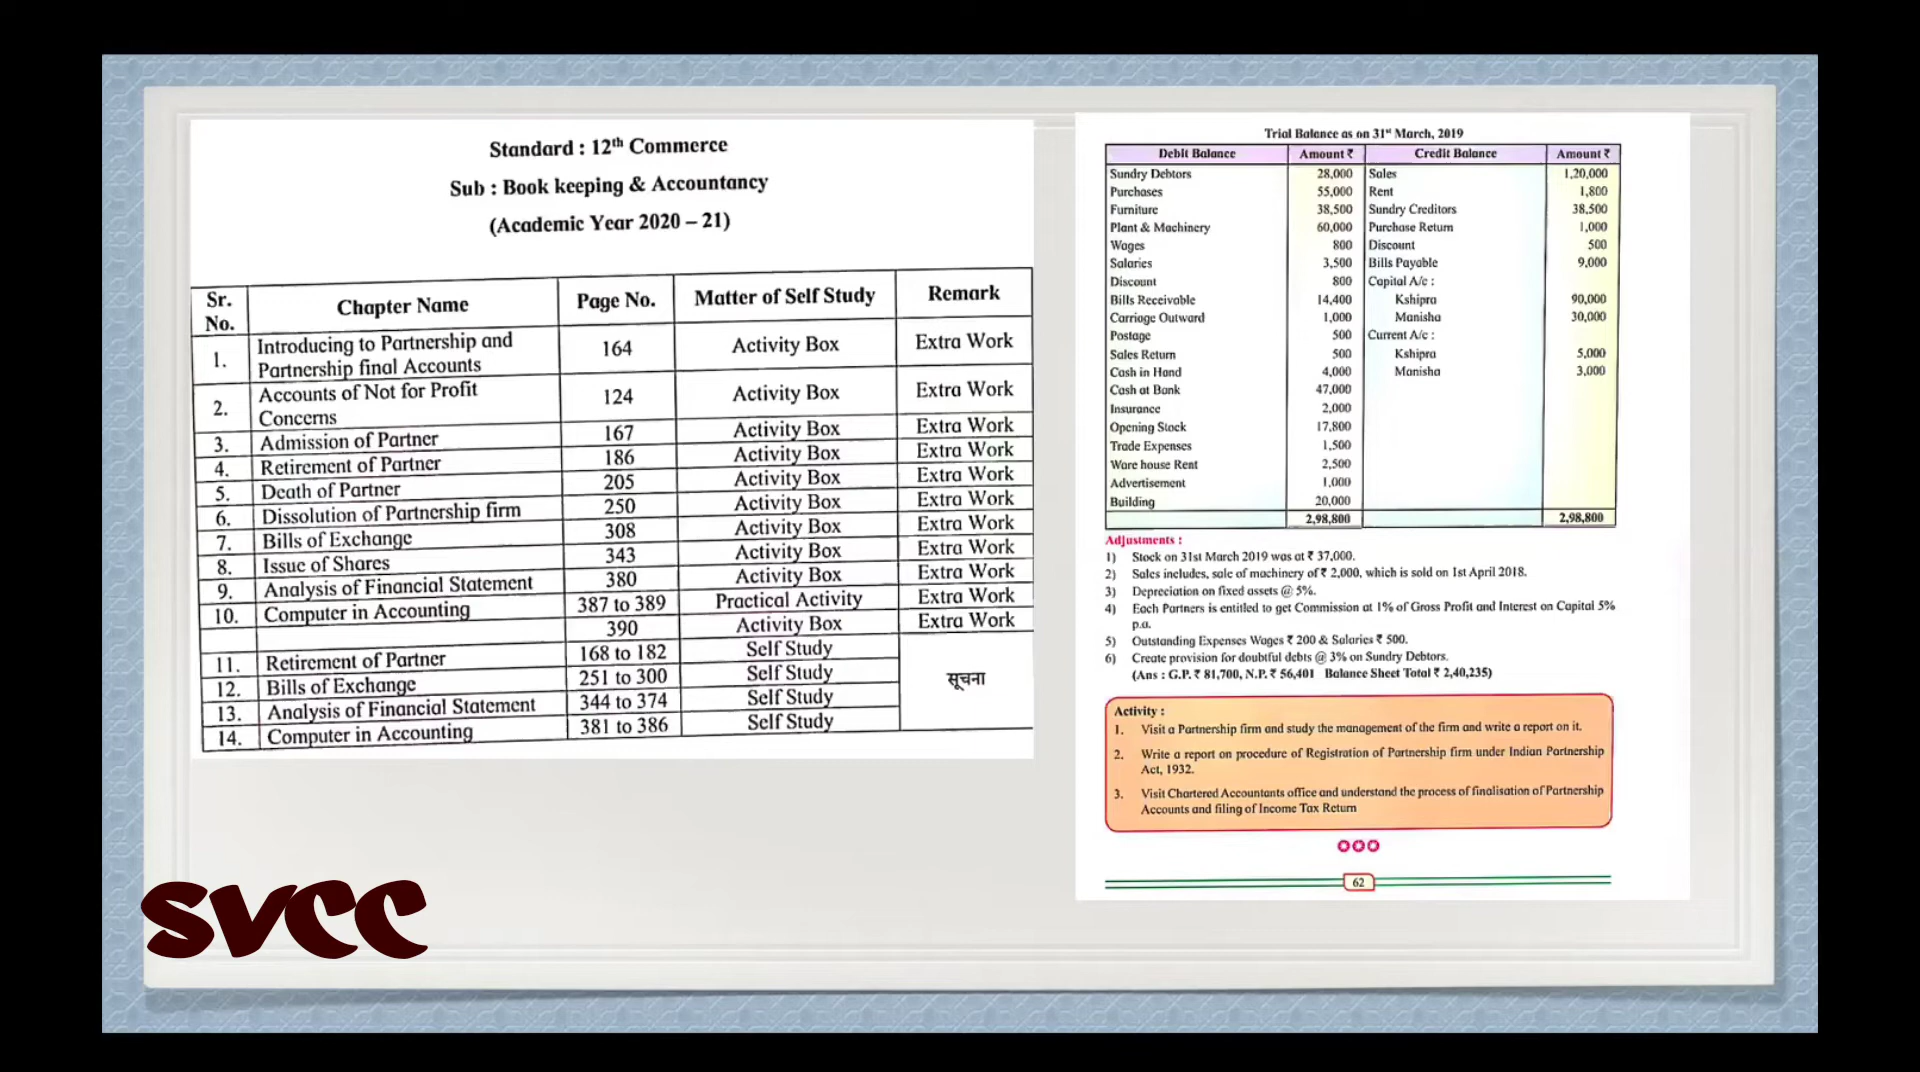 Standard : 12th Commerce
Sub : Book keeping & Accountancy
(Academic Year 2020 – 21)
Sr. No. Chapter Name Page No. Matter of Self Study Remark
1. Introducing to Partnership and Partnership final Accounts 164 Activity Box Extra Work
2. Accounts of Not for Profit Concerns 124 Activity Box Extra Work
3. Admission of Partner 167 Activity Box Extra Work
4. Retirement of Partner 186 Activity Box Extra Work
5. Death of Partner 205 Activity Box Extra Work
6. Dissolution of Partnership firm 250 Activity Box Extra Work
7. Bills of Exchange 308 Activity Box Extra Work
8. Issue of Shares 343 Activity Box Extra Work
9. Analysis of Financial Statement 380 Activity Box Extra Work
10. Computer in Accounting 387 to 389 Practical Activity Extra Work
390 Activity Box Extra Work
11. Retirement of Partner 168 to 182 Self Study
12. Bills of Exchange 251 to 300 Self Study सूचना
13. Analysis of Financial Statement 344 to 374 Self Study
14. Computer in Accounting 381 to 386 Self Study
Trial Balance as on 31st March, 2019
Debit Balance Amount ₹ Credit Balance Amount ₹
Sundry Debtors 28,000 Sales 1,20,000
Purchases 55,000 Rent 1,800
Furniture 38,500 Sundry Creditors 38,500
Plant & Machinery 60,000 Purchase Return 1,000
Wages 800 Discount 500
Salaries 3,500 Bills Payable 9,000
Discount 800 Capital A/c :
Bills Receivable 14,400 Kshipra 90,000
Carriage Outward 1,000 Manisha 30,000
Postage 500 Current A/c :
Sales Return 500 Kshipra 5,000
Cash in Hand 4,000 Manisha 3,000
Cash at Bank 47,000
Insurance 2,000
Opening Stock 17,800
Trade Expenses 1,500
Ware house Rent 2,500
Advertisement 1,000
Building 20,000
2,98,800 2,98,800
Adjustments :
1) Stock on 31st March 2019 was at ₹ 37,000.
2) Sales includes, sale of machinery of ₹ 2,000, which is sold on 1st April 2018.
3) Depreciation on fixed assets @ 5%.
4) Each Partners is entitled to get Commission at 1% of Gross Profit and Interest on Capital 5%
p.a.
5) Outstanding Expenses Wages ₹ 200 & Salaries ₹ 500.
6) Create provision for doubtful debts @ 3% on Sundry Debtors.
(Ans : G.P. ₹ 81,700, N.P. ₹ 56,401 Balance Sheet Total ₹ 2,40,235)
Activity :
1. Visit a Partnership firm and study the management of the firm and write a report on it.
2. Write a report on procedure of Registration of Partnership firm under Indian Partnership
Act, 1932.
3. Visit Chartered Accountants office and understand the process of finalisation of Partnership
Accounts and filing of Income Tax Return
62
SVCC